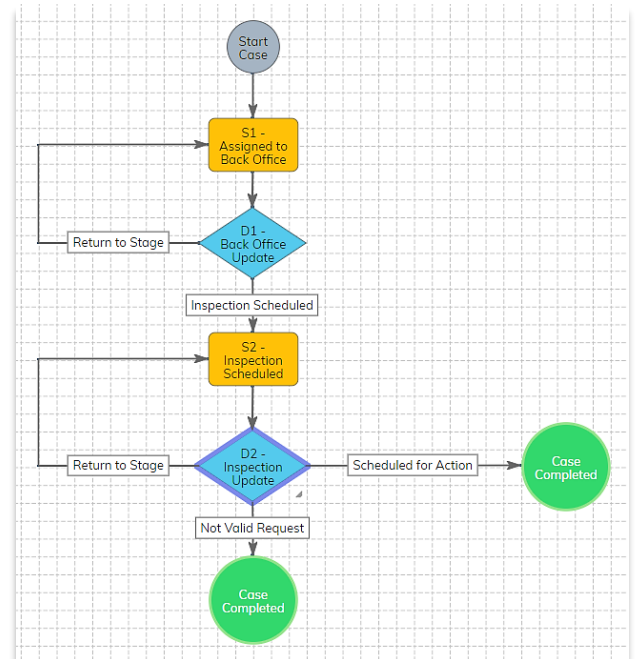 Start
Case
S1 -
Assigned to
Back Office
D1 -
Back Office
Update
Return to Stage
Inspection Scheduled
S2 -
Inspection
Scheduled
D2 -
Inspection
Update
Return to Stage
Scheduled for Action
Case
Completed
Not Valid Request
Case
Completed